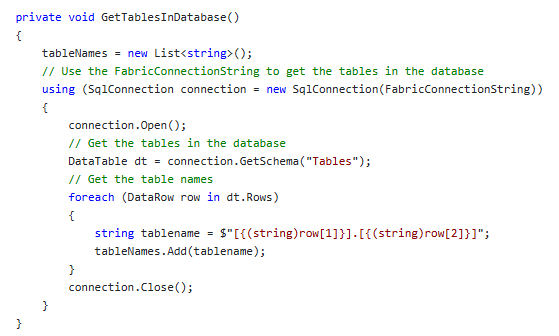 private void GetTablesInDatabase()
{
    tableNames = new List<string>();
    // Use the FabricConnectionString to get the tables in the database
    using (SqlConnection connection = new SqlConnection(FabricConnectionString))
    {
        connection.Open();
        // Get the tables in the database
        DataTable dt = connection.GetSchema("Tables");
        // Get the table names
        foreach (DataRow row in dt.Rows)
        {
            string tablename = $"[{(string)row[1]}].[{(string)row[2]}]";
            tableNames.Add(tablename);
        }
        connection.Close();
    }
}